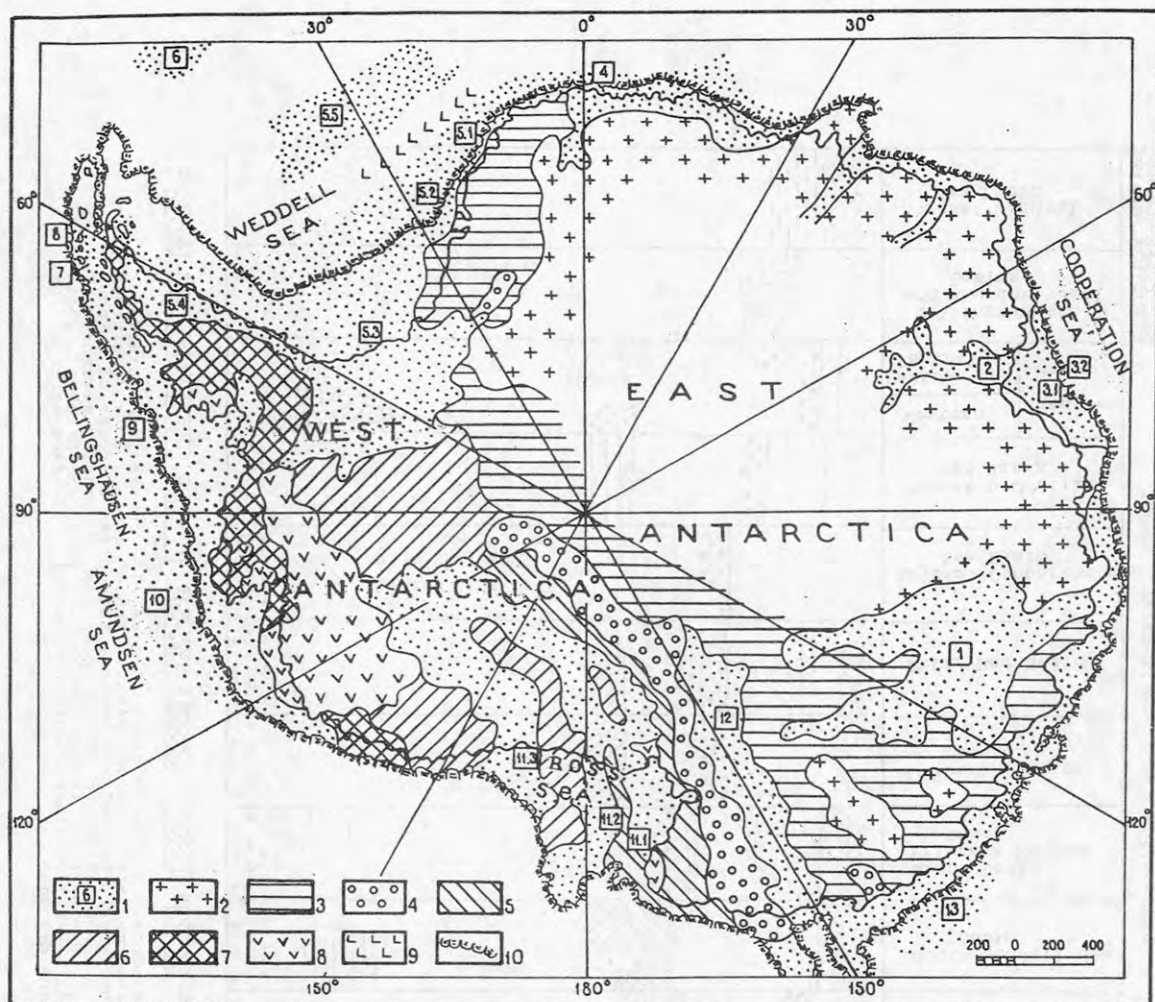 30° 0° 30°
6
4
5.5
5.1
5.2
60° 60°
WEDDELL
SEA
8
7
5.4
5.3
COOPERATION
SEA
2
3.1
3.2
EAST
WEST
BELLINGSHAUSEN
SEA
9
90° 90°
ANTARCTICA
ANTARCTICA
AMUNDSEN
SEA
10
1
12
11.3
ROSS
SEA
11.2
11.1
120° 120°
13
6 1 2 3 4 5
6 7 8 9 10
200 0 200 400
150° 180° 150°